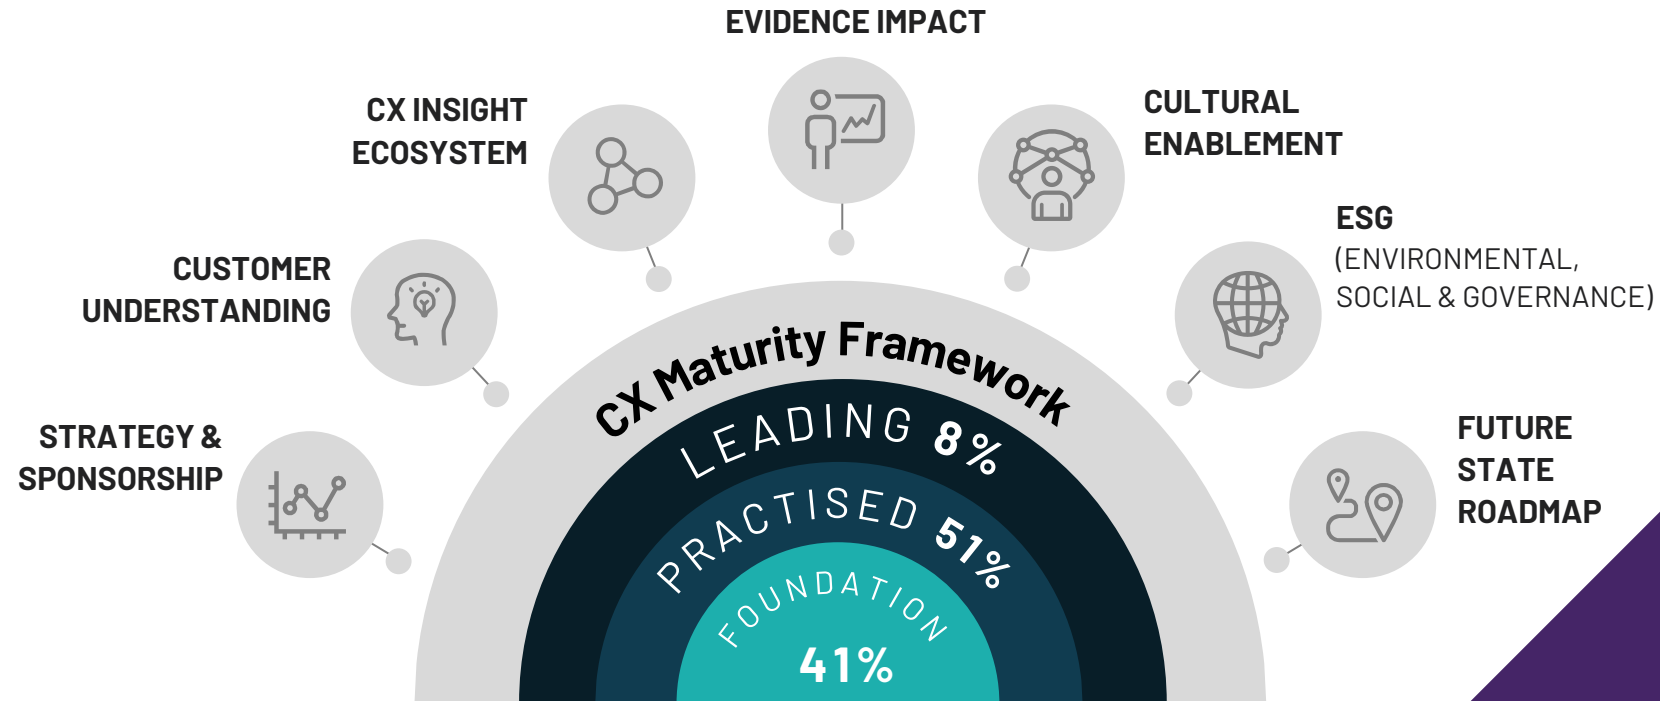 EVIDENCE IMPACT
CX INSIGHT
ECOSYSTEM
CULTURAL
ENABLEMENT
CUSTOMER
UNDERSTANDING
ESG
(ENVIRONMENTAL,
SOCIAL & GOVERNANCE)
STRATEGY &
SPONSORSHIP
FUTURE
STATE
ROADMAP
CX Maturity Framework
LEADING 8%
PRACTISED 51%
FOUNDATION
41%